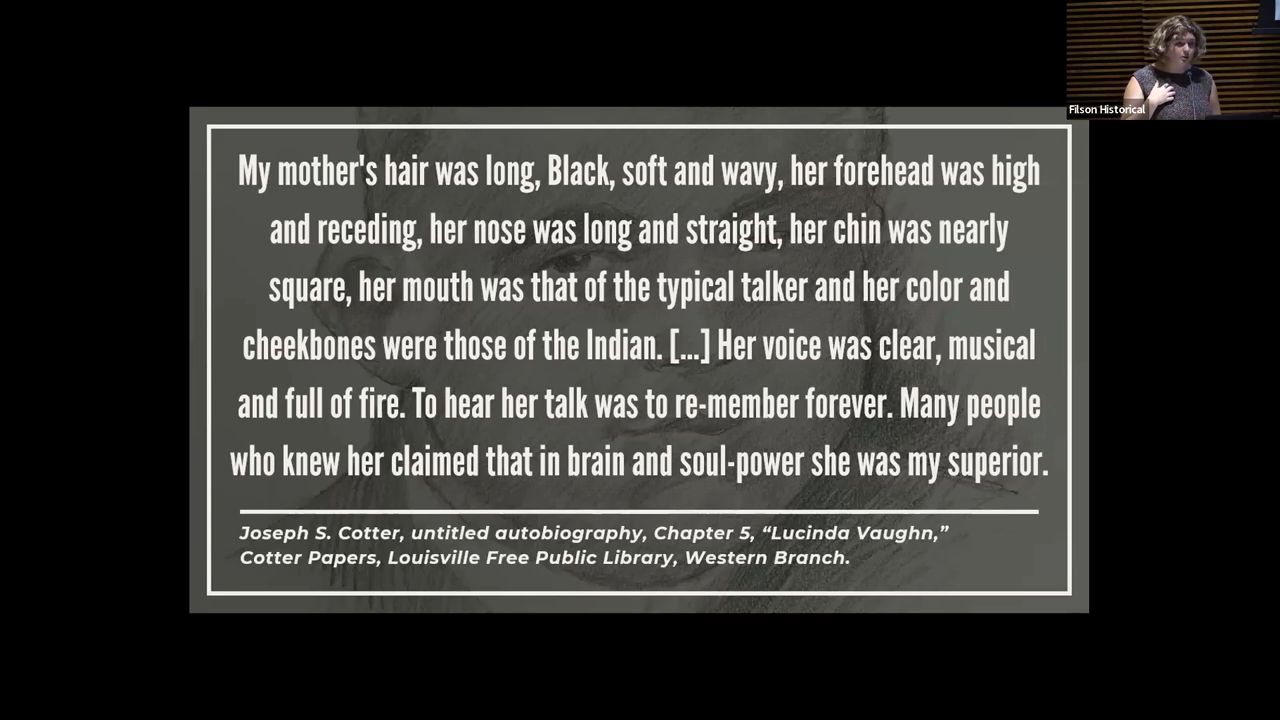 Filson Historical
My mother's hair was long, Black, soft and wavy, her forehead was high
and receding, her nose was long and straight, her chin was nearly
square, her mouth was that of the typical talker and her color and
cheekbones were those of the Indian. [...] Her voice was clear, musical
and full of fire. To hear her talk was to re-member forever. Many people
who knew her claimed that in brain and soul-power she was my superior.
Joseph S. Cotter, untitled autobiography, Chapter 5, “Lucinda Vaughn,”
Cotter Papers, Louisville Free Public Library, Western Branch.